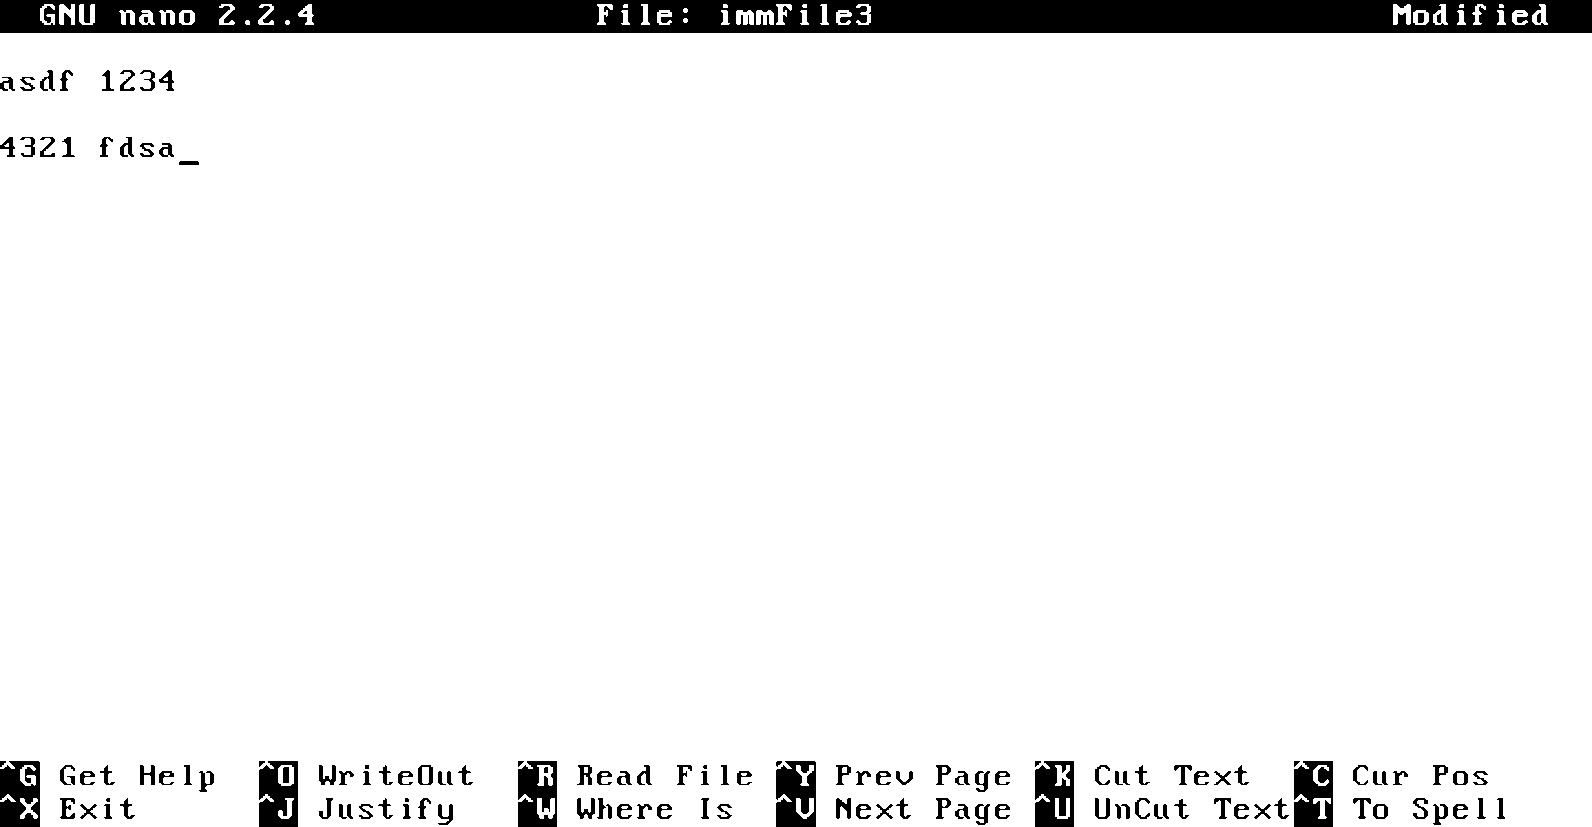 GNU nano 2.2.4 File: immFile3 Modified
asdf 1234
4321 fdsa_
^G Get Help ^O WriteOut ^R Read File ^Y Prev Page ^K Cut Text ^C Cur Pos
^X Exit ^J Justify ^W Where Is ^V Next Page ^U UnCut Text ^T To Spell